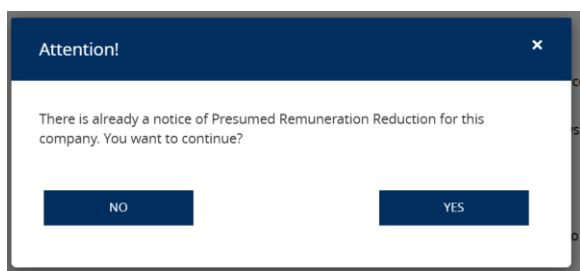 Attention!
×
There is already a notice of Presumed Remuneration Reduction for this
company. You want to continue?
NO
YES